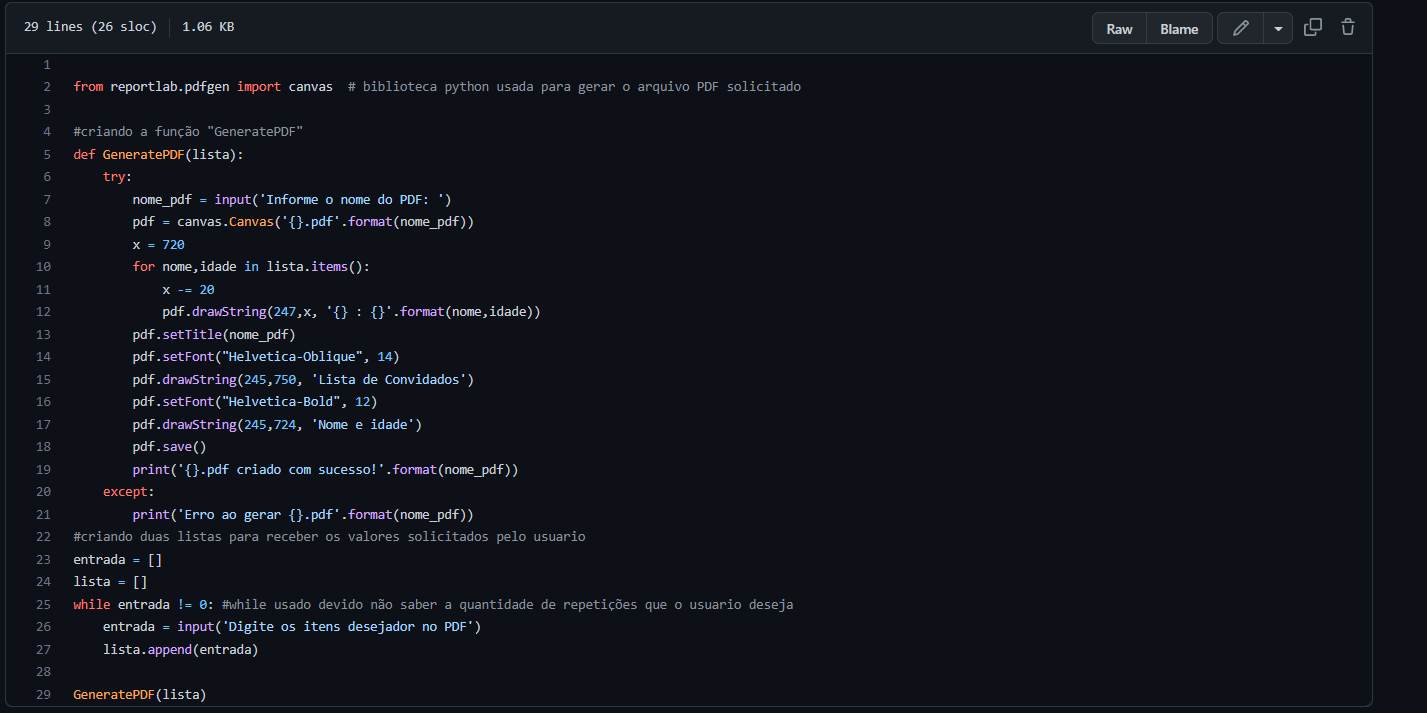 29 lines (26 sloc) 1.06 KB Raw Blame
1
2 from reportlab.pdfgen import canvas  # biblioteca python usada para gerar o arquivo PDF solicitado
3
4 #criando a função "GeneratePDF"
5 def GeneratePDF(lista):
6     try:
7         nome_pdf = input('Informe o nome do PDF: ')
8         pdf = canvas.Canvas('{}.pdf'.format(nome_pdf))
9         x = 720
10         for nome,idade in lista.items():
11             x -= 20
12             pdf.drawString(247,x, '{} : {}'.format(nome,idade))
13         pdf.setTitle(nome_pdf)
14         pdf.setFont("Helvetica-Oblique", 14)
15         pdf.drawString(245,750, 'Lista de Convidados')
16         pdf.setFont("Helvetica-Bold", 12)
17         pdf.drawString(245,724, 'Nome e idade')
18         pdf.save()
19         print('{}.pdf criado com sucesso!'.format(nome_pdf))
20     except:
21         print('Erro ao gerar {}.pdf'.format(nome_pdf))
22 #criando duas listas para receber os valores solicitados pelo usuario
23 entrada = []
24 lista = []
25 while entrada != 0: #while usado devido não saber a quantidade de repetições que o usuario deseja
26     entrada = input('Digite os itens desejador no PDF')
27     lista.append(entrada)
28
29 GeneratePDF(lista)